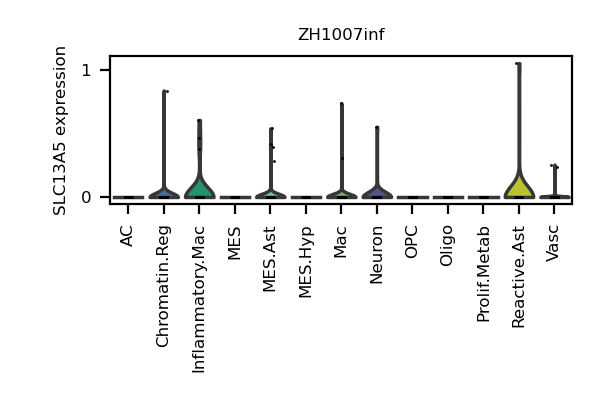 ZH1007inf
SLC13A5 expression
1
0
AC
Chromatin.Reg
Inflammatory.Mac
MES
MES.Ast
MES.Hyp
Mac
Neuron
OPC
Oligo
Prolif.Metab
Reactive.Ast
Vasc